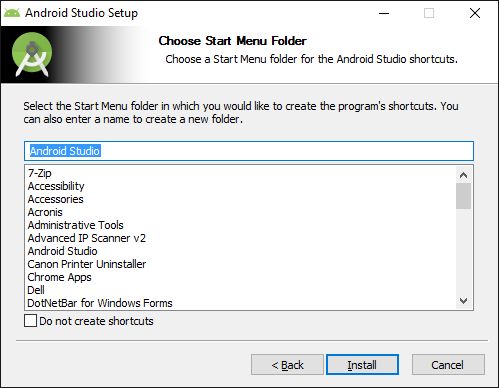 Android Studio Setup
Choose Start Menu Folder
Choose a Start Menu folder for the Android Studio shortcuts.
Select the Start Menu folder in which you would like to create the program's shortcuts. You
can also enter a name to create a new folder.
Android Studio
7-Zip
Accessibility
Accessories
Acronis
Administrative Tools
Advanced IP Scanner v2
Android Studio
Canon Printer Uninstaller
Chrome Apps
Dell
DotNetBar for Windows Forms
Do not create shortcuts
< Back
Install
Cancel